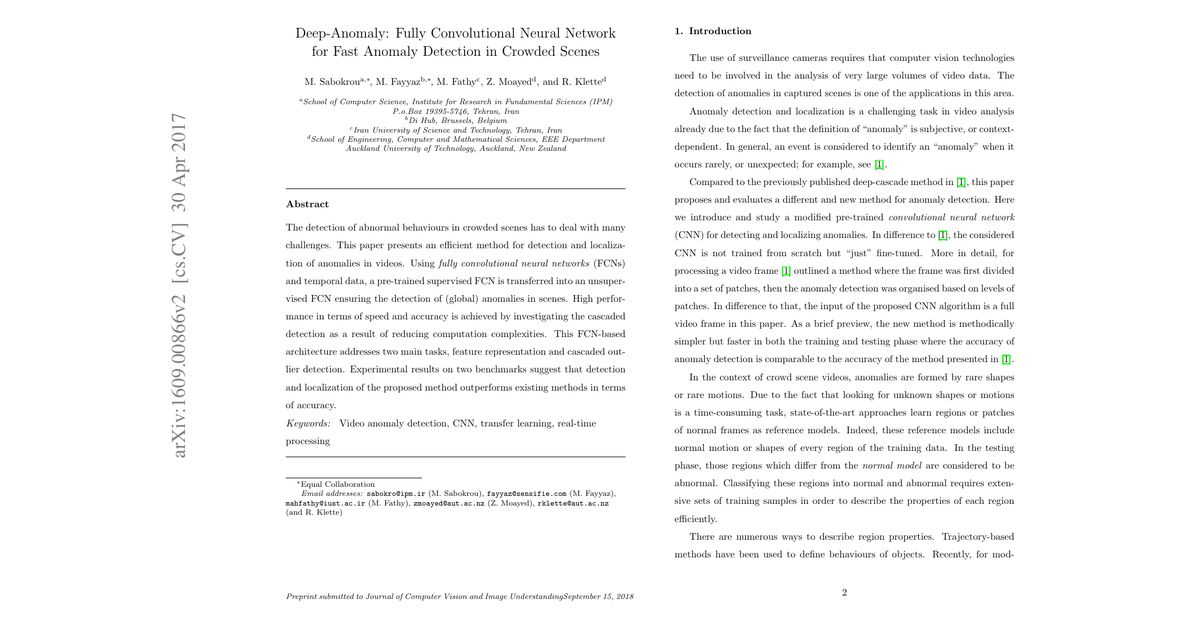 arXiv:1609.00866v2 [cs.CV] 30 Apr 2017
Deep-Anomaly: Fully Convolutional Neural Network
for Fast Anomaly Detection in Crowded Scenes
M. Sabokrou^a,∗, M. Fayyaz^b,∗, M. Fathy^c, Z. Moayed^d, and R. Klette^d
^aSchool of Computer Science, Institute for Research in Fundamental Sciences (IPM)
P.o.Box 19395-5746, Tehran, Iran
^bDi Hub, Brussels, Belgium
^cIran University of Science and Technology, Tehran, Iran
^dSchool of Engineering, Computer and Mathematical Sciences, EEE Department
Auckland University of Technology, Auckland, New Zealand
Abstract
The detection of abnormal behaviours in crowded scenes has to deal with many
challenges. This paper presents an efficient method for detection and localiza-
tion of anomalies in videos. Using fully convolutional neural networks (FCNs)
and temporal data, a pre-trained supervised FCN is transferred into an unsuper-
vised FCN ensuring the detection of (global) anomalies in scenes. High perfor-
mance in terms of speed and accuracy is achieved by investigating the cascaded
detection as a result of reducing computation complexities. This FCN-based
architecture addresses two main tasks, feature representation and cascaded out-
lier detection. Experimental results on two benchmarks suggest that detection
and localization of the proposed method outperforms existing methods in terms
of accuracy.
Keywords: Video anomaly detection, CNN, transfer learning, real-time
processing
∗Equal Collaboration
Email addresses: sabokro@ipm.ir (M. Sabokrou), fayyaz@sensifie.com (M. Fayyaz),
mahfathy@iust.ac.ir (M. Fathy), zmoayed@aut.ac.nz (Z. Moayed), rklette@aut.ac.nz
(and R. Klette)
Preprint submitted to Journal of Computer Vision and Image UnderstandingSeptember 15, 2018
1. Introduction
The use of surveillance cameras requires that computer vision technologies
need to be involved in the analysis of very large volumes of video data. The
detection of anomalies in captured scenes is one of the applications in this area.
Anomaly detection and localization is a challenging task in video analysis
already due to the fact that the definition of “anomaly” is subjective, or context-
dependent. In general, an event is considered to identify an “anomaly” when it
occurs rarely, or unexpected; for example, see [1].
Compared to the previously published deep-cascade method in [1], this paper
proposes and evaluates a different and new method for anomaly detection. Here
we introduce and study a modified pre-trained convolutional neural network
(CNN) for detecting and localizing anomalies. In difference to [1], the considered
CNN is not trained from scratch but “just” fine-tuned. More in detail, for
processing a video frame [1] outlined a method where the frame was first divided
into a set of patches, then the anomaly detection was organised based on levels of
patches. In difference to that, the input of the proposed CNN algorithm is a full
video frame in this paper. As a brief preview, the new method is methodically
simpler but faster in both the training and testing phase where the accuracy of
anomaly detection is comparable to the accuracy of the method presented in [1].
In the context of crowd scene videos, anomalies are formed by rare shapes
or rare motions. Due to the fact that looking for unknown shapes or motions
is a time-consuming task, state-of-the-art approaches learn regions or patches
of normal frames as reference models. Indeed, these reference models include
normal motion or shapes of every region of the training data. In the testing
phase, those regions which differ from the normal model are considered to be
abnormal. Classifying these regions into normal and abnormal requires exten-
sive sets of training samples in order to describe the properties of each region
efficiently.
There are numerous ways to describe region properties. Trajectory-based
methods have been used to define behaviours of objects. Recently, for mod-
2